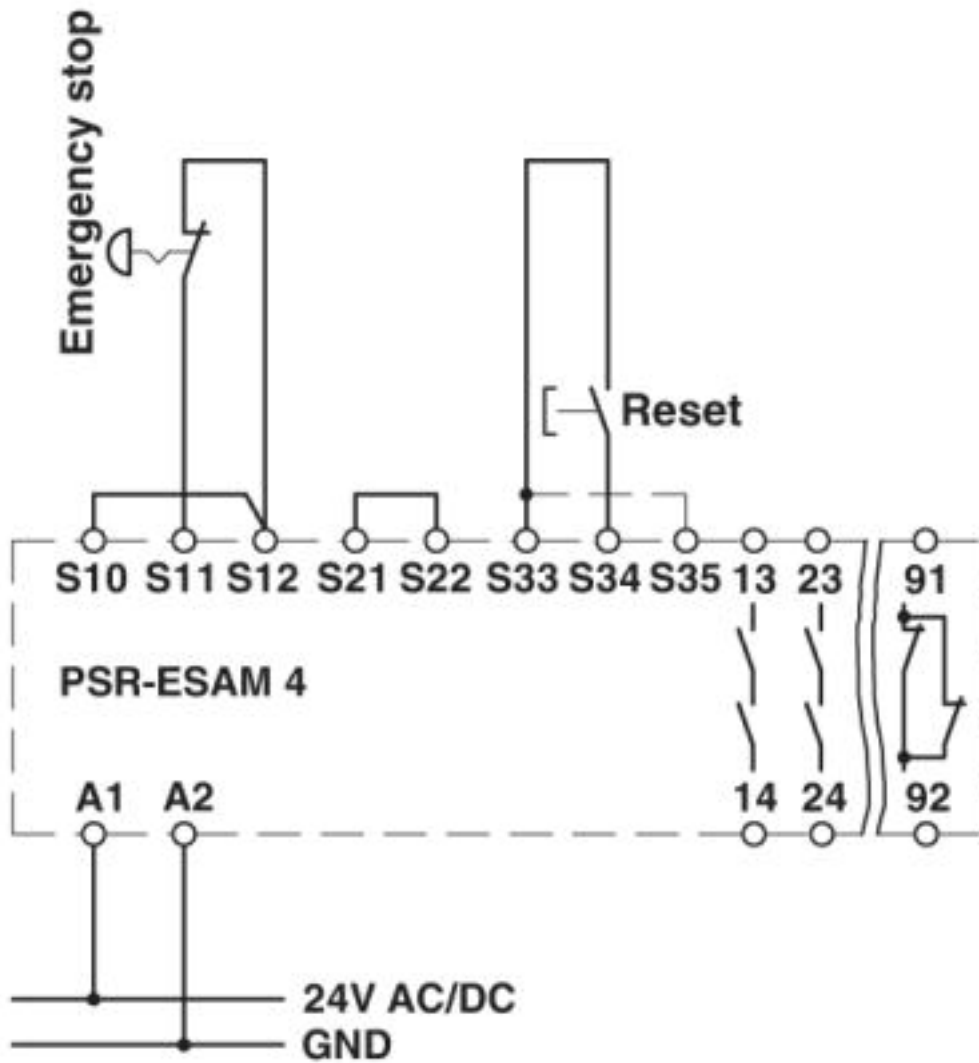 Emergency stop
Reset
S10 S11 S12 S21 S22 S33 S34 S35 13 23 91
PSR-ESAM 4
A1 A2 14 24 92
24V AC/DC
GND